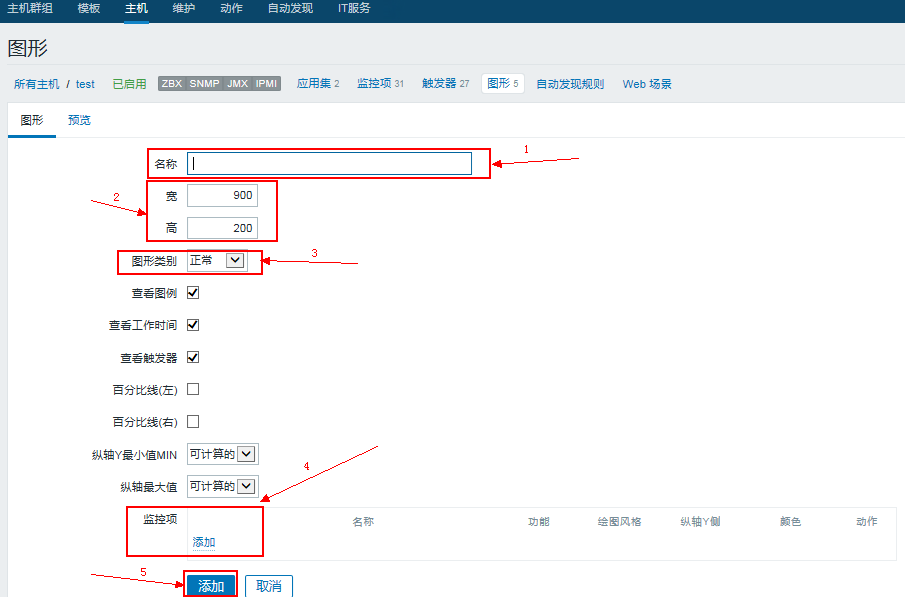 主机群组 模板 主机 维护 动作 自动发现 IT服务
图形
所有主机 / test 已启用 ZBX SNMP JMX IPMI 应用集 2 监控项 31 触发器 27 图形 5 自动发现规则 Web 场景
图形 预览
名称 1
宽 900
2
高 200
图形类别 正常 3
查看图例
查看工作时间
查看触发器
百分比线(左)
百分比线(右)
纵轴Y最小值MIN 可计算的
4
纵轴最大值 可计算的
监控项 名称 功能 绘图风格 纵轴Y侧 颜色 动作
添加
5
添加 取消